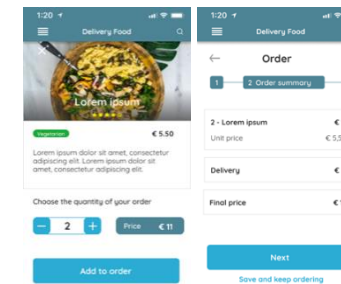 1:20
Delivery Food
Lorem ipsum
Vegetarian
€ 5.50
Lorem ipsum dolor sit amet, consectetur
adipiscing elit. Lorem ipsum dolor sit
amet, consectetur adipiscing elit.
Choose the quantity of your order
2
Price € 11
Add to order
1:20
Delivery Food
Order
1
2 Order summary
2 - Lorem ipsum €
Unit price € 5,5
Delivery €
Final price €
Next
Save and keep ordering